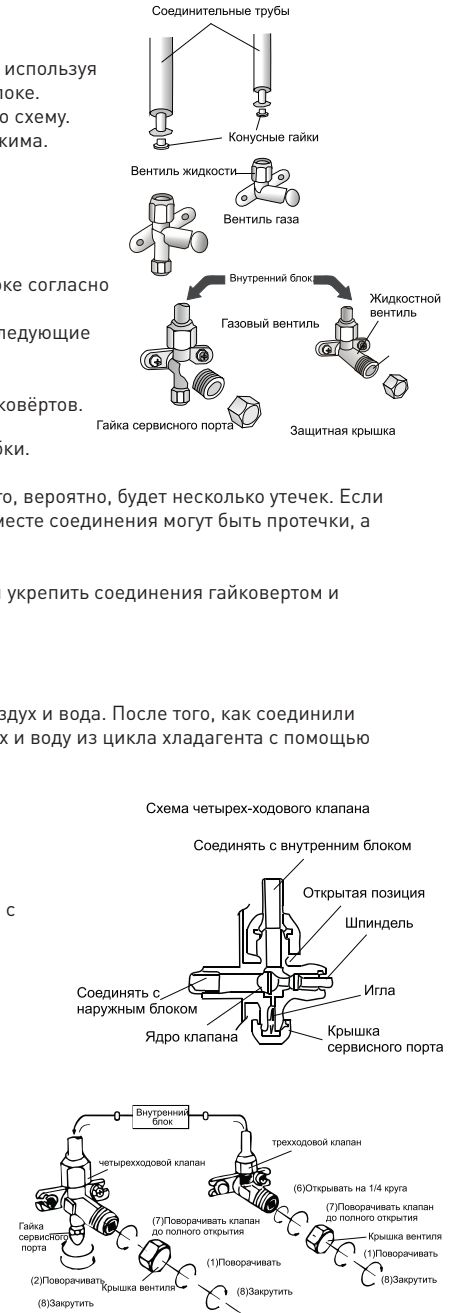 Соединительные трубы
используя
локе.
о схему.
жима.
Конусные гайки
Вентиль жидкости
Вентиль газа
оке согласно
Внутренний блок
Жидкостной
вентиль
Газовый вентиль
ледующие
ковёртов.
Гайка сервисного порта
Защитная крышка
бки.
то, вероятно, будет несколько утечек. Если
месте соединения могут быть протечки, а
и укрепить соединения гайковертом и
здух и вода. После того, как соединили
х и воду из цикла хладагента с помощью
Схема четырех-ходового клапана
Соединять с внутренним блоком
Открытая позиция
с
Шпиндель
Соединять с
наружным блоком
Игла
Ядро клапана
Крышка
сервисного порта
Внутренний
блок
четырехходовой клапан
трехходовой клапан
(6)Открывать на 1/4 круга
Гайка
сервисного
порта
(7)Поворачивать клапан
до полного открытия
(7)Поворачивать клапан
до полного открытия
Крышка вентиля
(1)Поворачивать
(1)Поворачивать
(2)Поворачивать
Крышка вентиля
(8)Закрутить
(8)Закрутить
(8)Закрутить